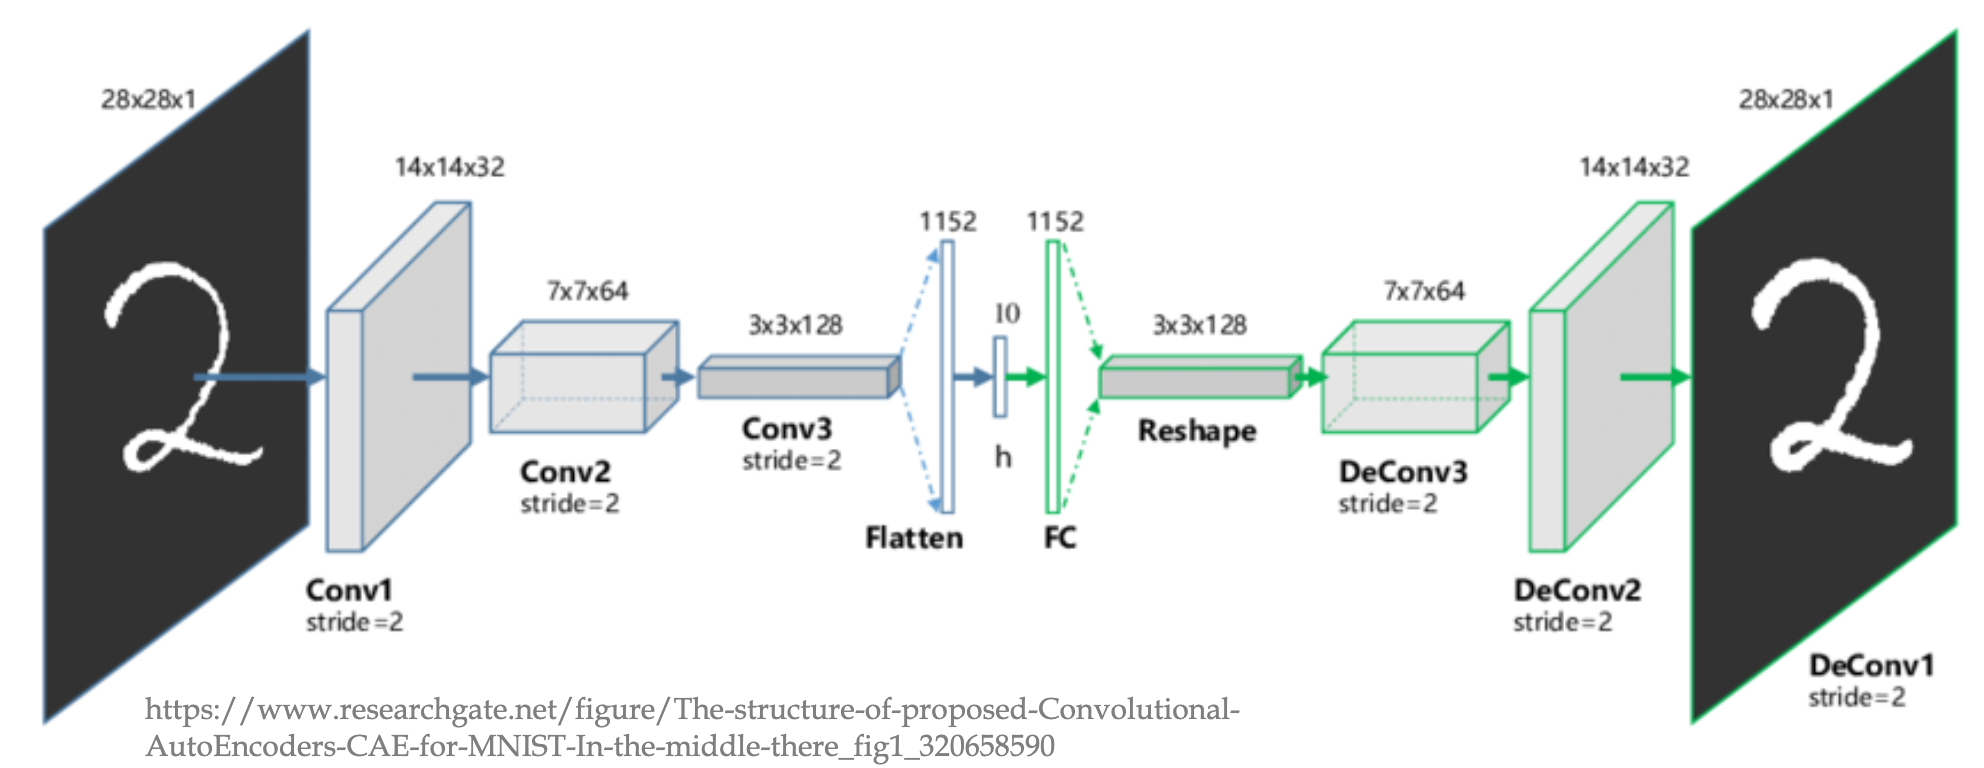 28x28x1
14x14x32
7x7x64
3x3x128
1152
10
1152
3x3x128
7x7x64
14x14x32
28x28x1
Conv1
stride=2
Conv2
stride=2
Conv3
stride=2
Flatten
h
FC
Reshape
DeConv3
stride=2
DeConv2
stride=2
DeConv1
stride=2
https://www.researchgate.net/figure/The-structure-of-proposed-Convolutional-
AutoEncoders-CAE-for-MNIST-In-the-middle-there_fig1_320658590
2
2